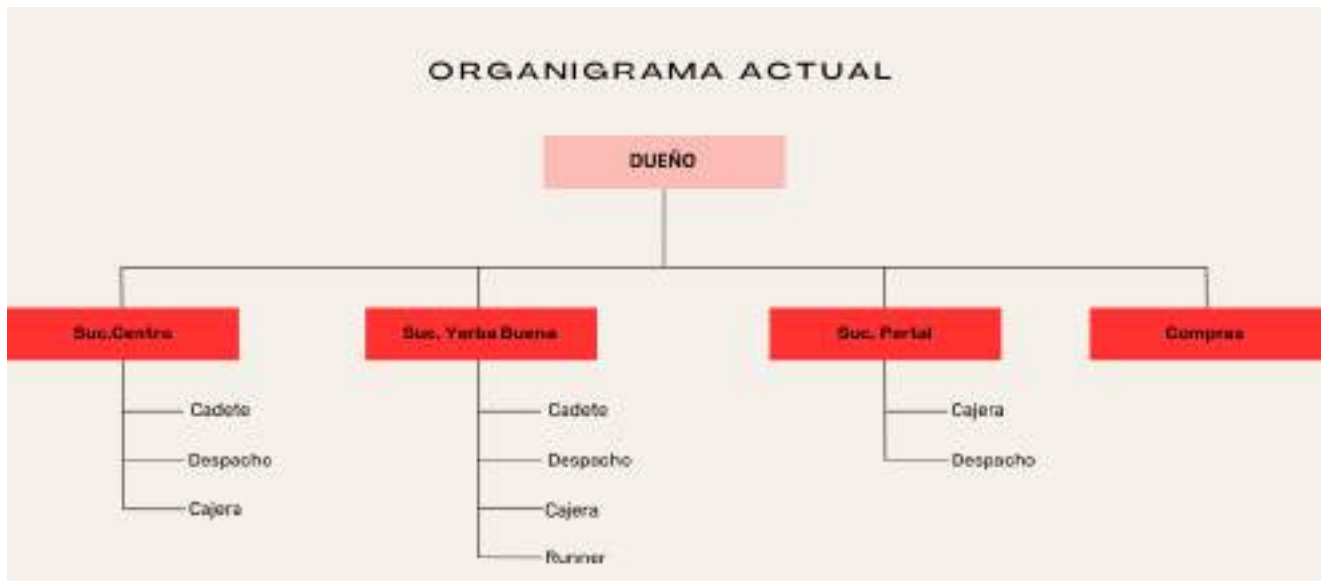 ORGANIGRAMA ACTUAL
DUEÑO
Suc.Centro
Suc. Yerba Buena
Suc. Portal
Compras
Cadete
Despacho
Cajera
Cadete
Despacho
Cajera
Runner
Cajera
Despacho